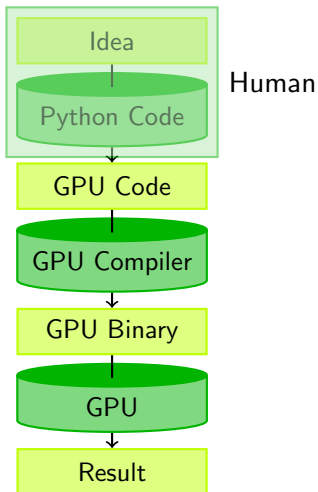 Idea
Human
Python Code
GPU Code
GPU Compiler
GPU Binary
GPU
Result